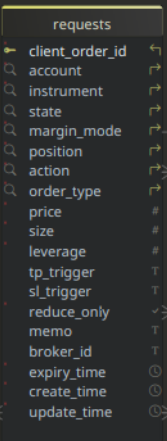 requests
client_order_id
account
instrument
state
margin_mode
position
action
order_type
price #
size #
leverage #
tp_trigger T
sl_trigger T
reduce_only
memo T
broker_id T
expiry_time
create_time
update_time